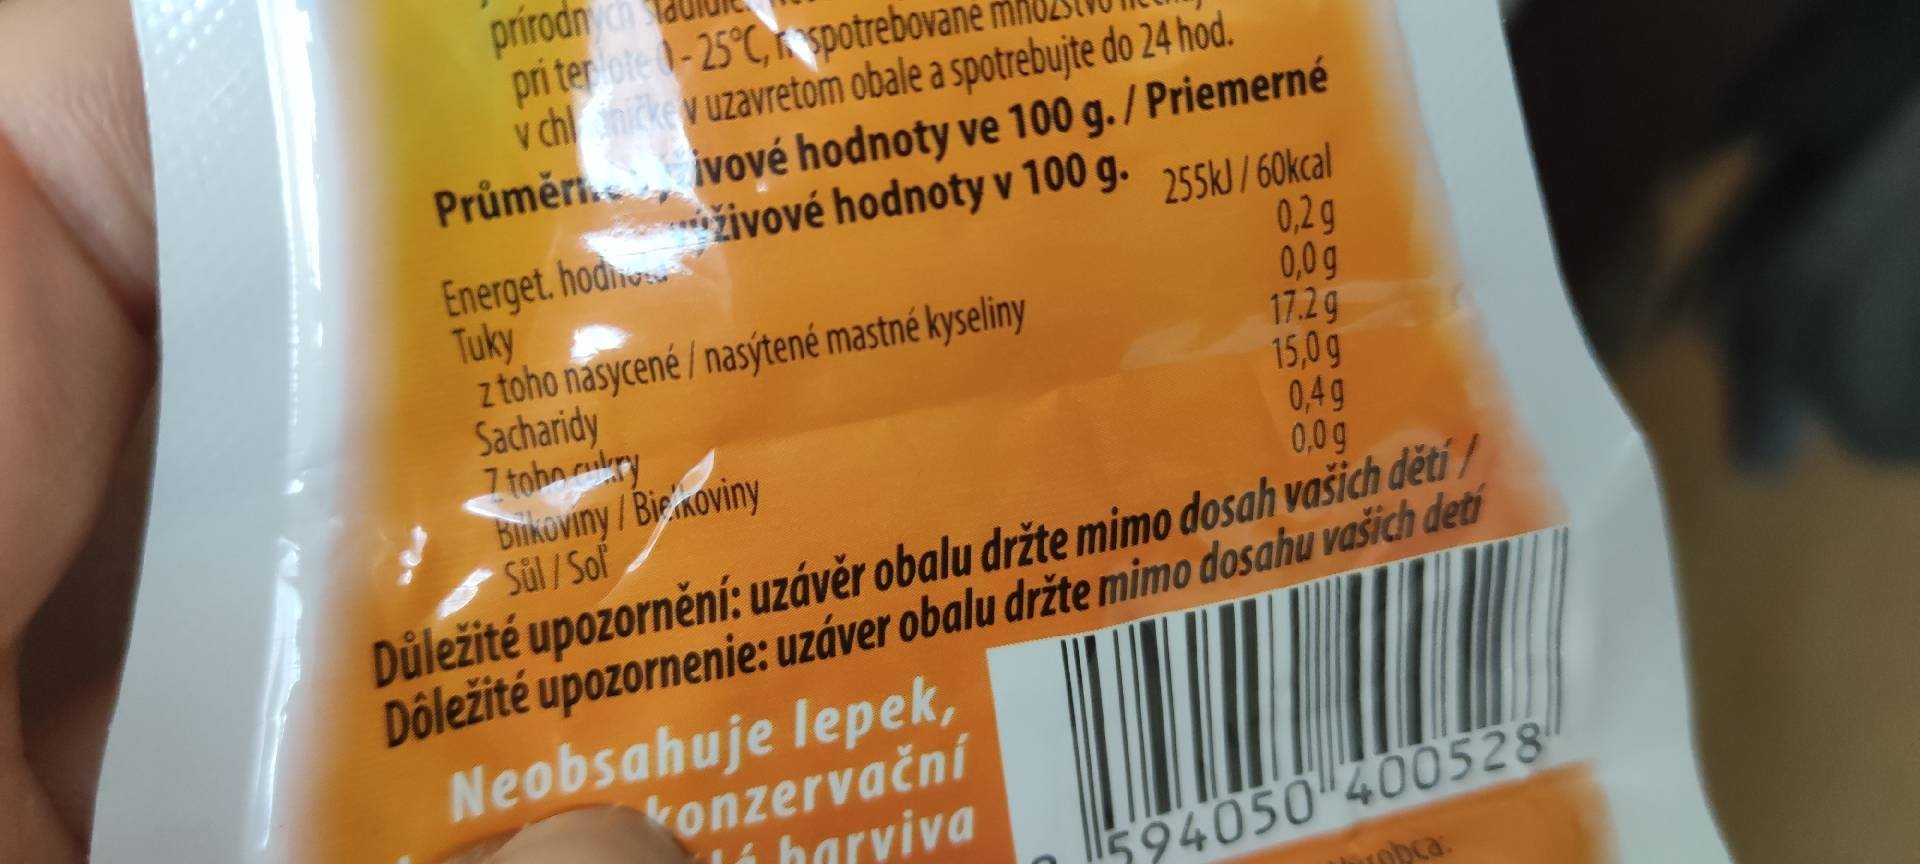 pri teplote 0 - 25°C, nespotrebované množstvo
v chladničke v uzavretom obale a spotrebujte do 24 hod.
Průměrné výživové hodnoty ve 100 g. / Priemerné
výživové hodnoty v 100 g.
Energet. hodnota 255kJ / 60kcal
Tuky 0,2 g
z toho nasycené / nasýtené mastné kyseliny 0,0 g
Sacharidy 17.2 g
Z toho cukry 15,0 g
Bílkoviny / Bielkoviny 0,4 g
Sůl / Soľ 0,0 g
Důležité upozornění: uzávěr obalu držte mimo dosah vašich dětí /
Dôležité upozornenie: uzáver obalu držte mimo dosahu vašich detí
Neobsahuje lepek,
konzervační
barviva
594050 400528